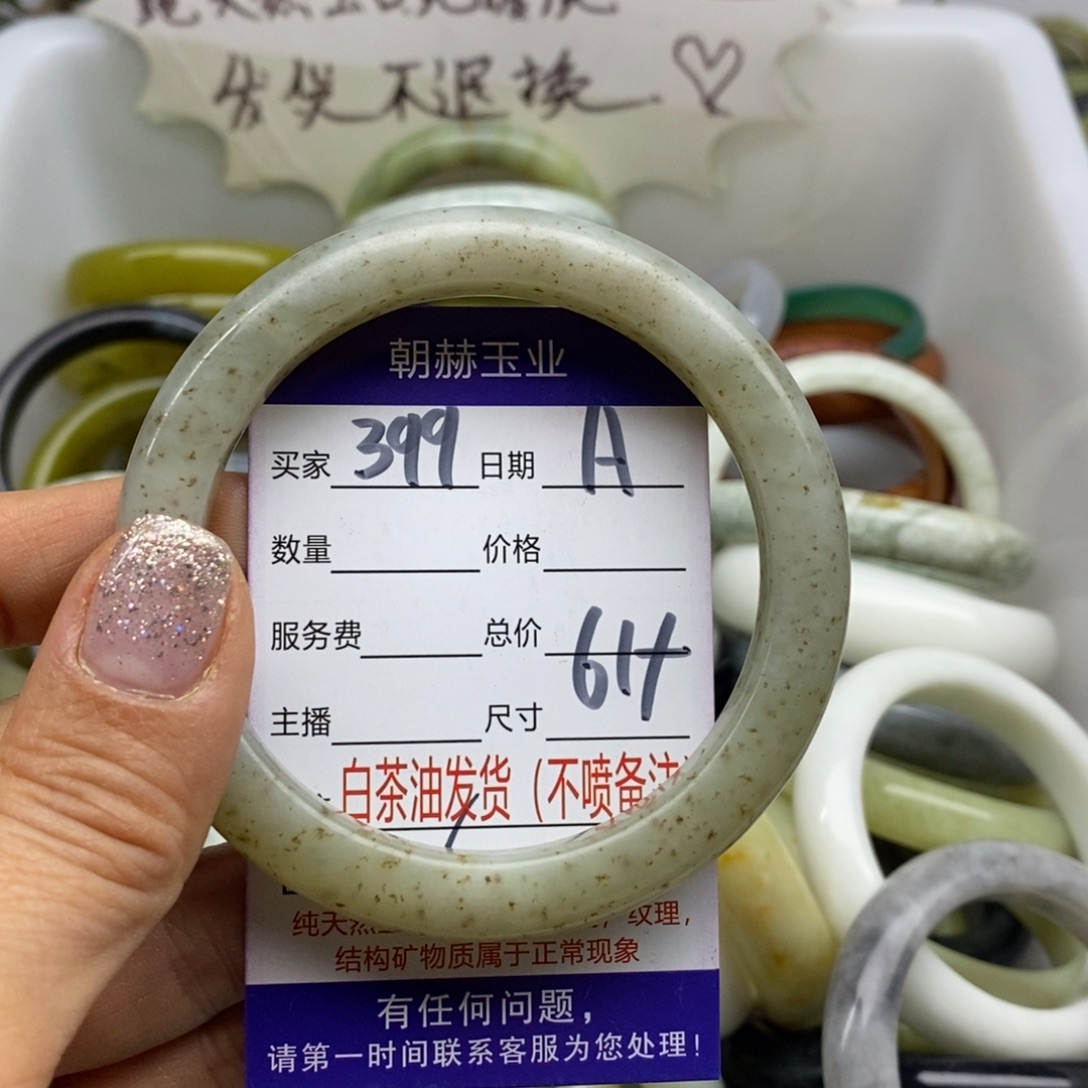 发货不退换.
朝赫玉业
买家 399 日期 A
数量 价格
服务费 总价
主播 尺寸 614
白茶油发货（不喷备注
纯天然 纹理，
结构矿物质属于正常现象
有任何问题，
请第一时间联系客服为您处理！